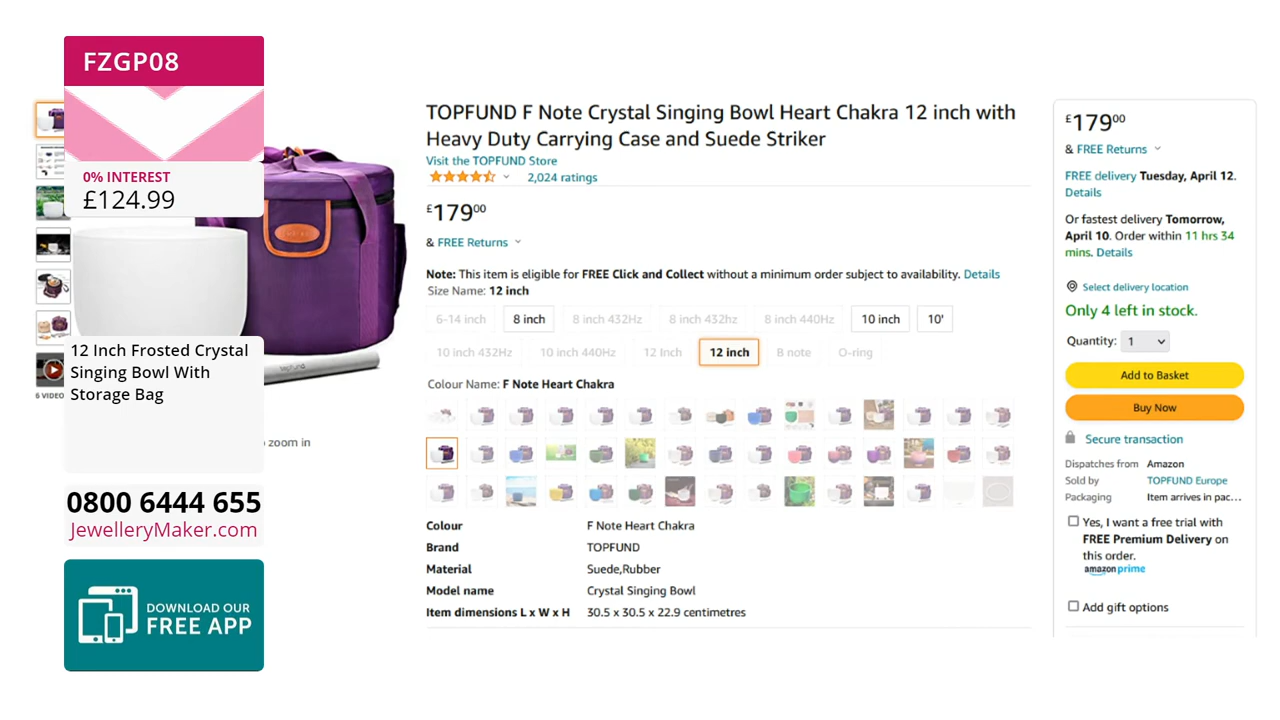 FZGP08
0% INTEREST
£124.99
12 Inch Frosted Crystal
Singing Bowl With
Storage Bag
0800 6444 655
JewelleryMaker.com
DOWNLOAD OUR
FREE APP
6 VIDEO
zoom in
TOPFUND F Note Crystal Singing Bowl Heart Chakra 12 inch with
Heavy Duty Carrying Case and Suede Striker
Visit the TOPFUND Store
2,024 ratings
£17900
& FREE Returns
Note: This item is eligible for FREE Click and Collect without a minimum order subject to availability. Details
Size Name: 12 inch
6-14 inch 8 inch 8 inch 432Hz 8 inch 432hz 8 inch 440Hz 10 inch 10'
10 inch 432Hz 10 inch 440Hz 12 Inch 12 inch B note O-ring
Colour Name: F Note Heart Chakra
Colour F Note Heart Chakra
Brand TOPFUND
Material Suede,Rubber
Model name Crystal Singing Bowl
Item dimensions L x W x H 30.5 x 30.5 x 22.9 centimetres
£17900
& FREE Returns
FREE delivery Tuesday, April 12.
Details
Or fastest delivery Tomorrow,
April 10. Order within 11 hrs 34
mins. Details
Select delivery location
Only 4 left in stock.
Quantity: 1
Add to Basket
Buy Now
Secure transaction
Dispatches from Amazon
Sold by TOPFUND Europe
Packaging Item arrives in pac...
Yes, I want a free trial with
FREE Premium Delivery on
this order.
amazon prime
Add gift options